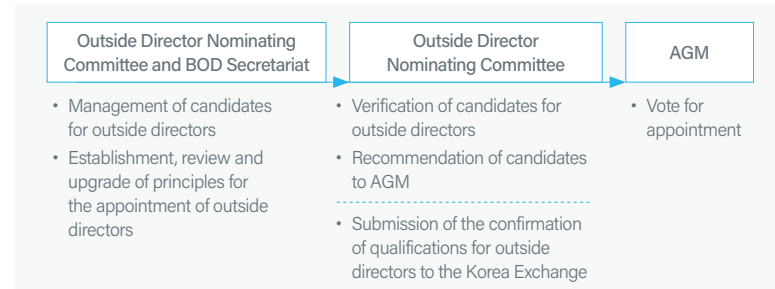 Outside Director Nominating
Committee and BOD Secretariat
• Management of candidates
for outside directors
• Establishment, review and
upgrade of principles for
the appointment of outside
directors
Outside Director
Nominating Committee
• Verification of candidates for
outside directors
• Recommendation of candidates
to AGM
• Submission of the confirmation
of qualifications for outside
directors to the Korea Exchange
AGM
• Vote for
appointment